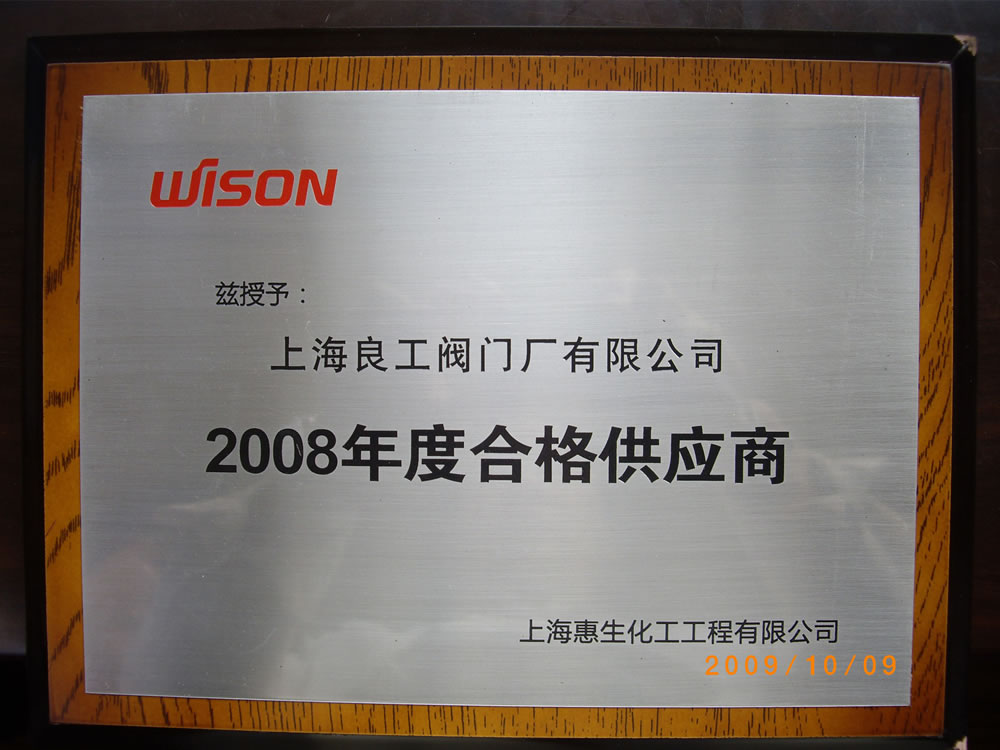 WISON
兹授予：
上海良工阀门厂有限公司
2008年度合格供应商
上海惠生化工工程有限公司
2009/10/09